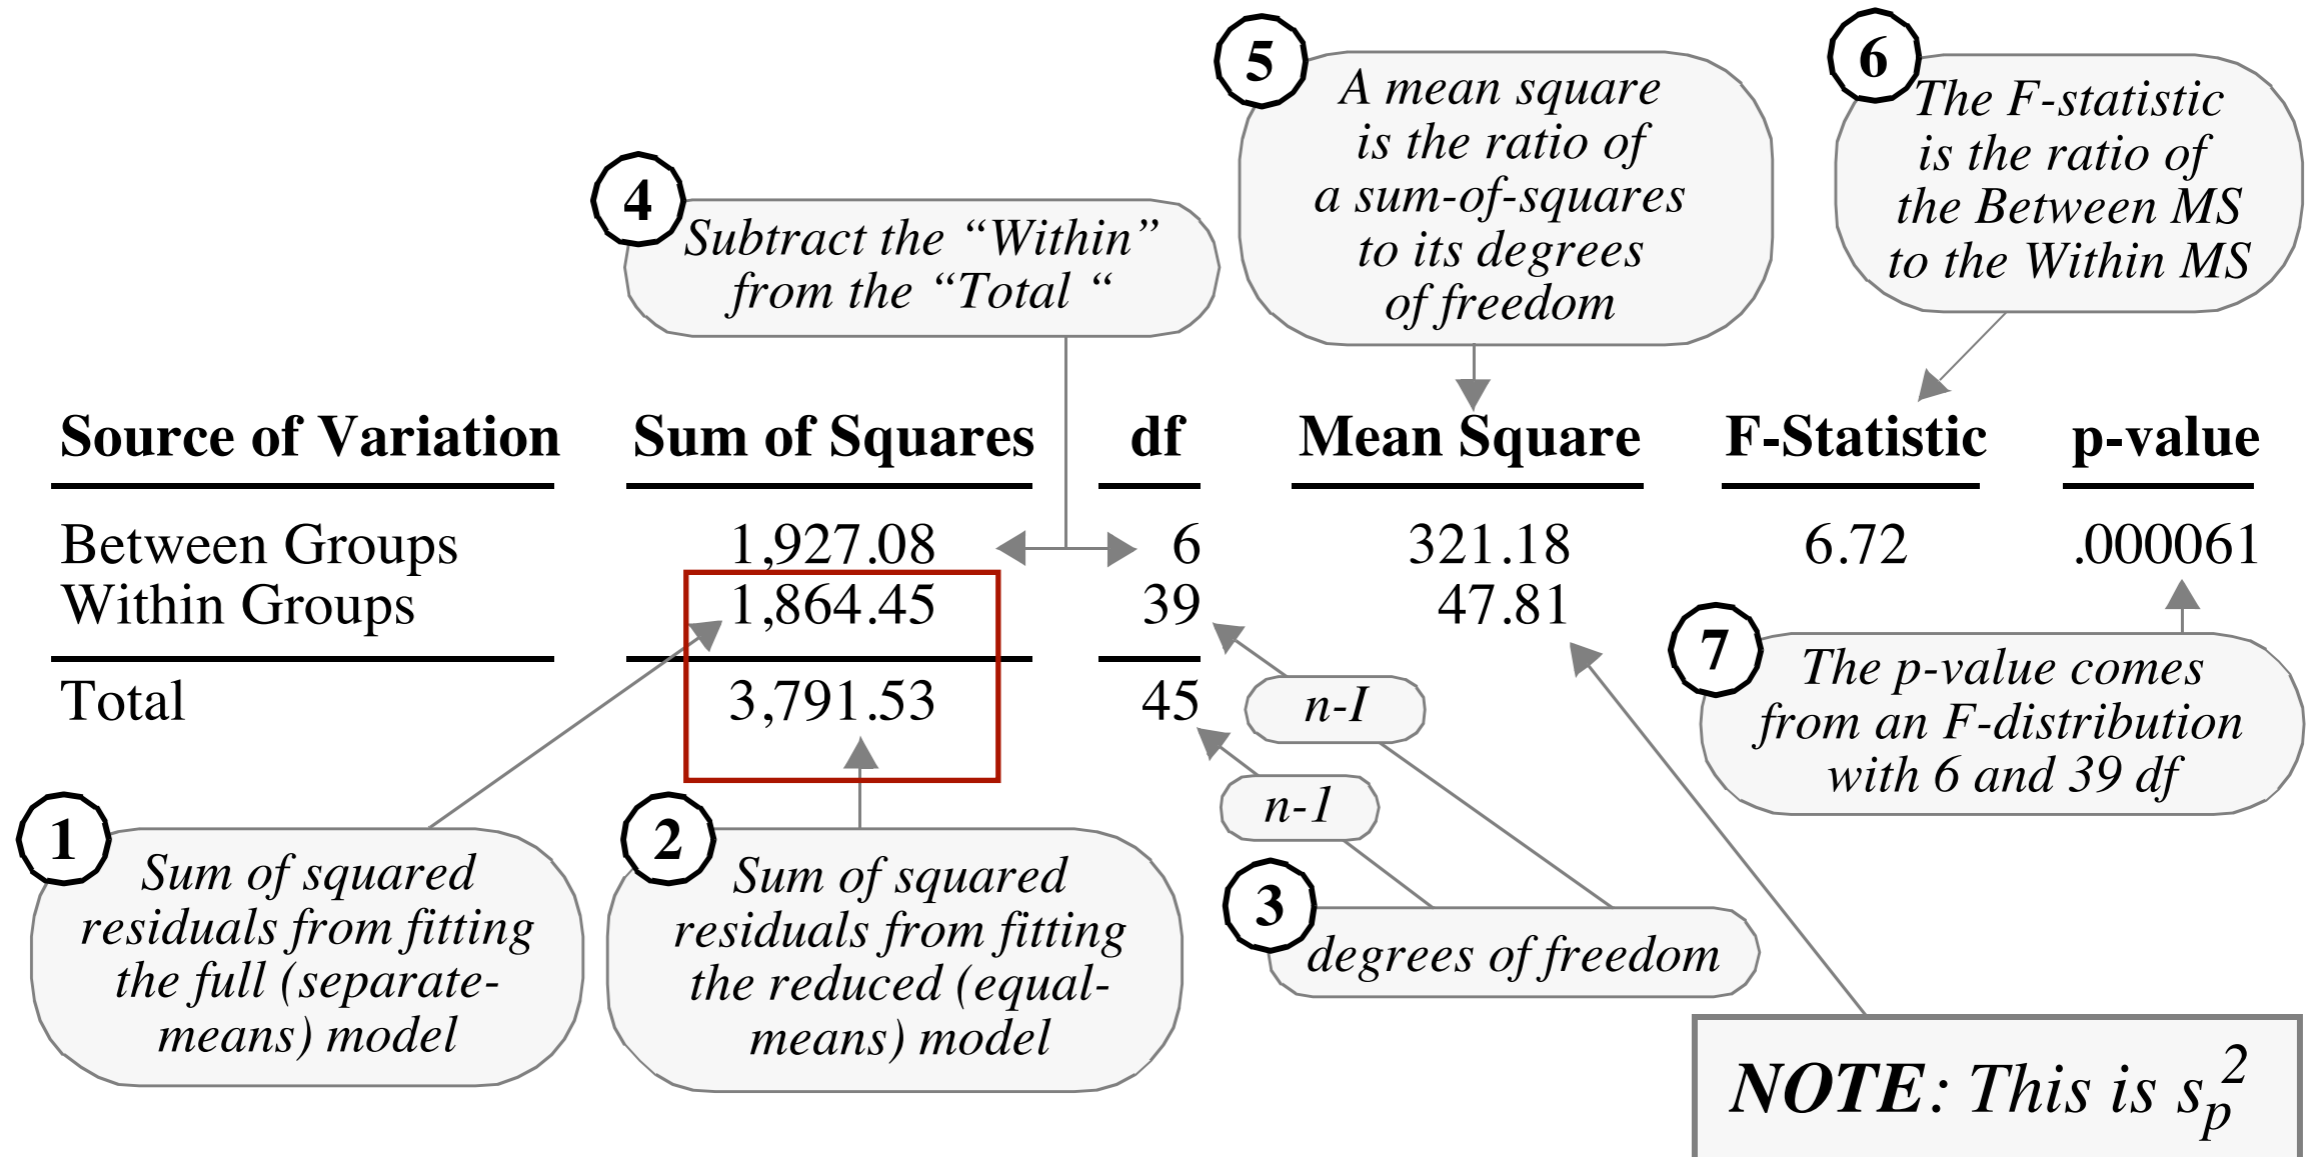 5
A mean square
is the ratio of
a sum-of-squares
to its degrees
of freedom
6
The F-statistic
is the ratio of
the Between MS
to the Within MS
4
Subtract the “Within”
from the “Total “
Source of Variation Sum of Squares df Mean Square F-Statistic p-value
Between Groups 1,927.08 6 321.18 6.72 .000061
Within Groups 1,864.45 39 47.81
Total 3,791.53 45
n-I
n-1
7
The p-value comes
from an F-distribution
with 6 and 39 df
1
Sum of squared
residuals from fitting
the full (separate-
means) model
2
Sum of squared
residuals from fitting
the reduced (equal-
means) model
3
degrees of freedom
NOTE: This is sp2